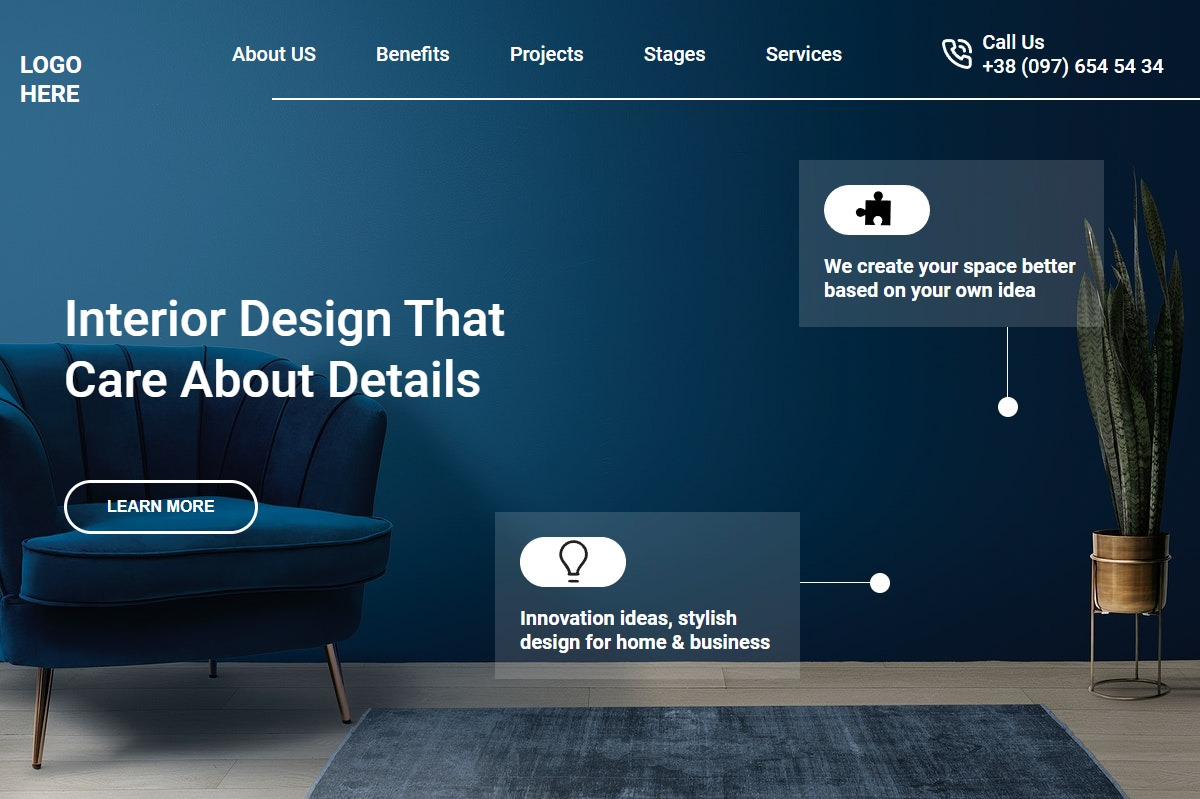 LOGO
HERE
About US
Benefits
Projects
Stages
Services
Call Us
+38 (097) 654 54 34
We create your space better
based on your own idea
Interior Design That
Care About Details
LEARN MORE
Innovation ideas, stylish
design for home & business